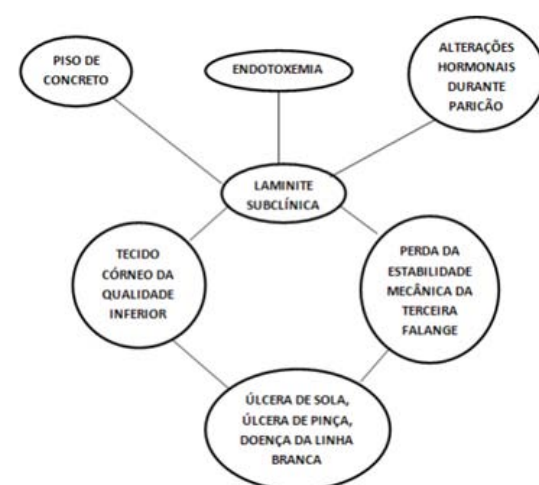 PISO DE
CONCRETO
ENDOTOXEMIA
ALTERAÇÕES
HORMONAIS
DURANTE
PARICÃO
LAMINITE
SUBCLÍNICA
TECIDO
CÓRNEO DA
QUALIDADE
INFERIOR
PERDA DA
ESTABILIDADE
MECÂNICA DA
TERCEIRA
FALANGE
ÚLCERA DE SOLA,
ÚLCERA DE PINÇA,
DOENÇA DA LINHA
BRANCA